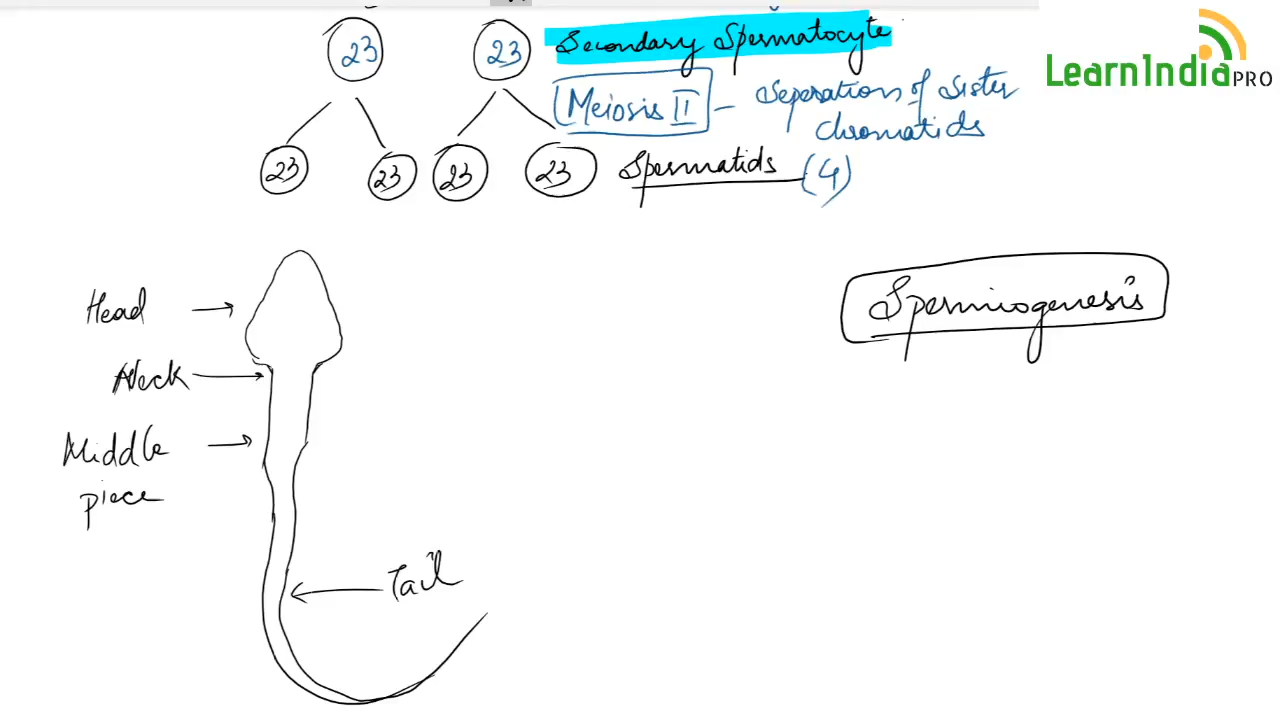 23 23 Secondary Spermatocyte
LearnIndia PRO
Meiosis II - Seperation of Sister
chromatids
23 23 23 23 Spermatids (4)
Spermiogenesis
Head
Neck
Middle
piece
Tail